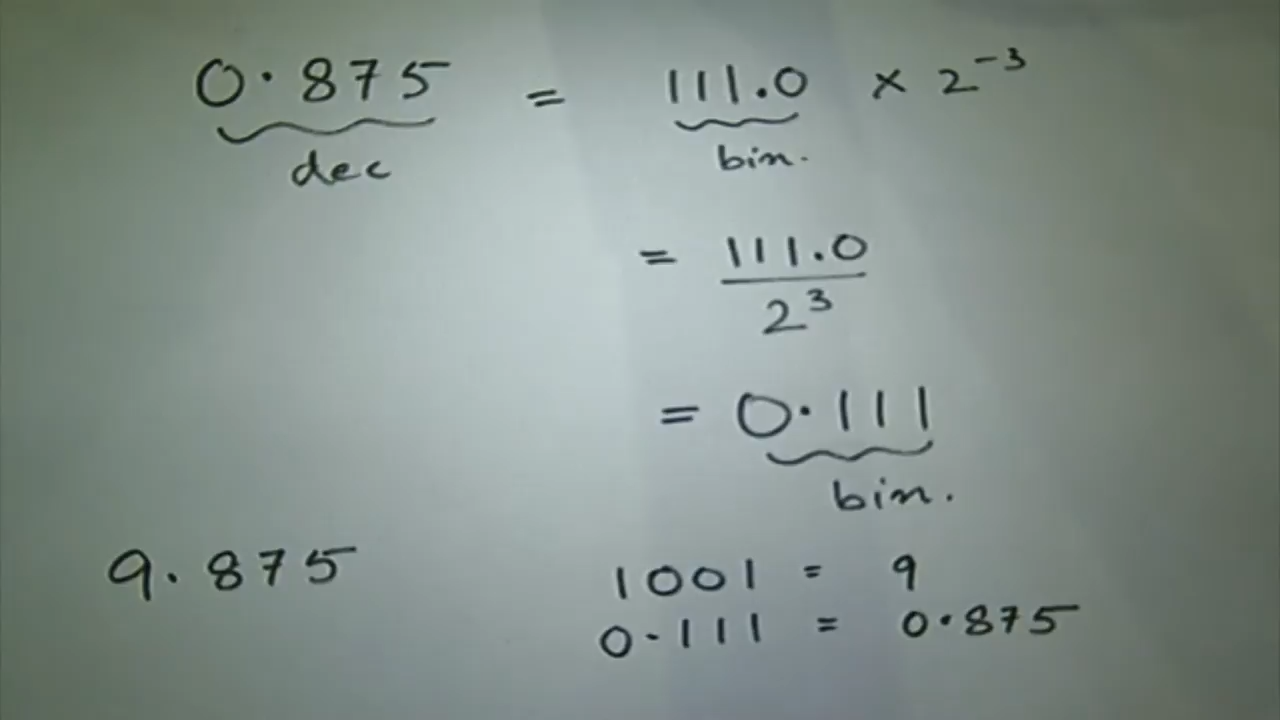 0.875 = 111.0 × 2⁻³
dec bin.
= 111.0
2³
= 0.111
bin.
9.875 1001 = 9
0.111 = 0.875